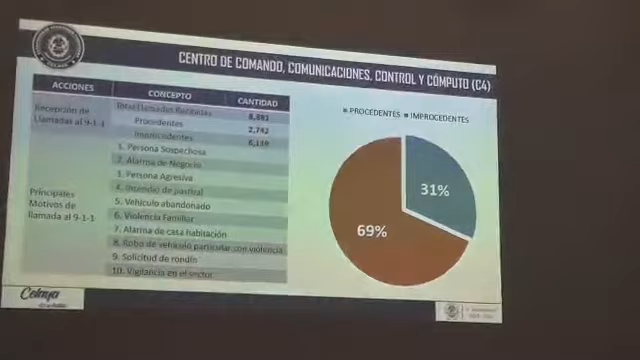 CENTRO DE COMANDO, COMUNICACIONES, CONTROL Y CÓMPUTO (C4)
ACCIONES CONCEPTO CANTIDAD
Recepción de Llamadas al 9-1-1
Total Llamadas Recibidas
Procedentes 2,742
Improcedentes
Principales Motivos de llamada al 9-1-1
1. Persona Sospechosa
2. Alarma de Negocio
3. Persona Agresiva
4. Incendio de pastizal
5. Vehículo abandonado
6. Violencia Familiar
7. Alarma de casa habitación
8. Robo de vehículo particular con violencia
9. Solicitud de rondín
10. Vigilancia en el sector
PROCEDENTES IMPROCEDENTES
31%
69%
Celaya